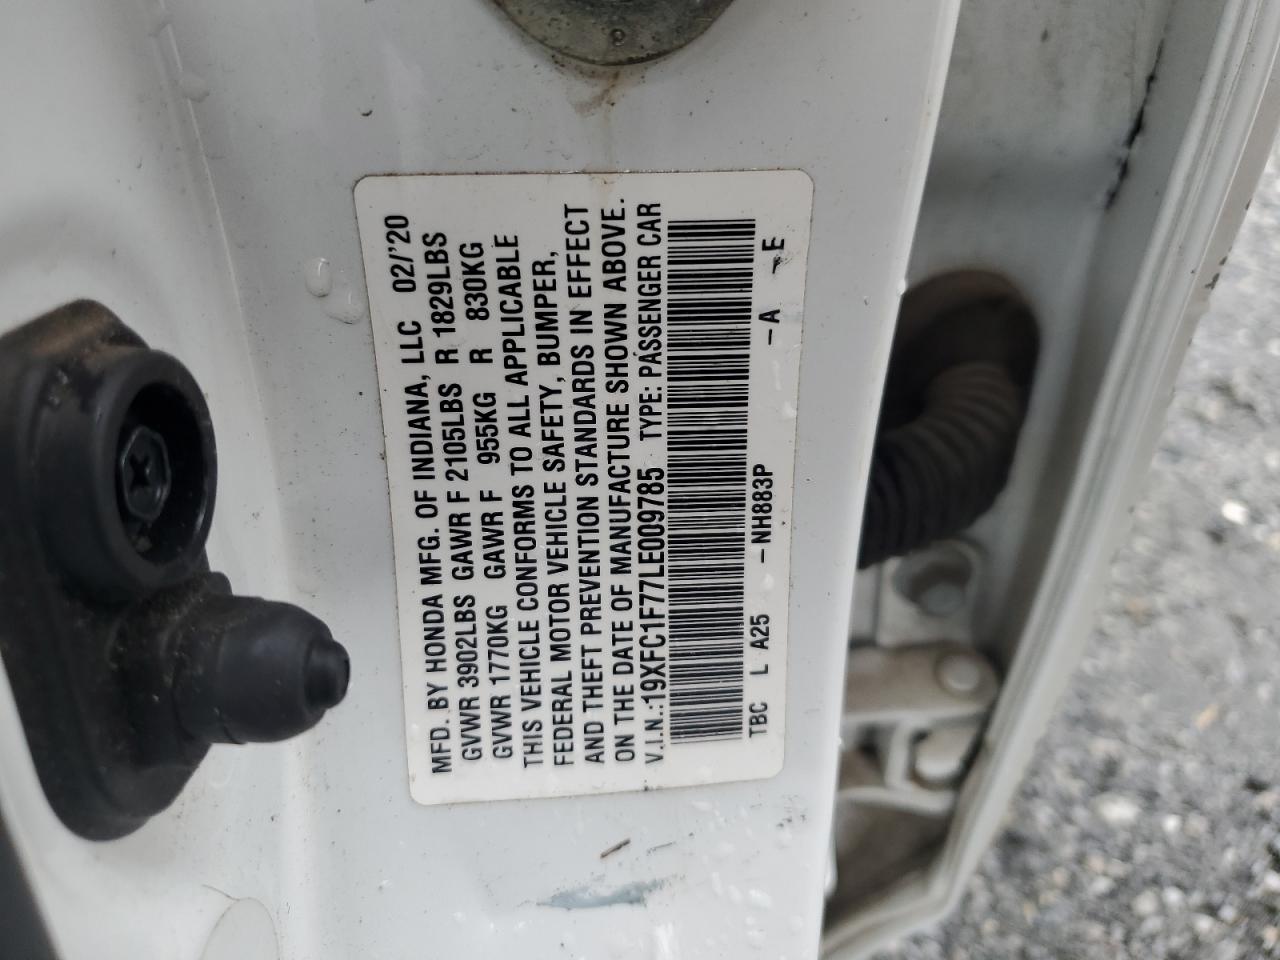 MFD. BY HONDA MFG. OF INDIANA, LLC 02/'20
GVWR 3902LBS GAWR F 2105LBS R 1829LBS
GVWR 1770KG GAWR F 955KG R 830KG
THIS VEHICLE CONFORMS TO ALL APPLICABLE
FEDERAL MOTOR VEHICLE SAFETY, BUMPER,
AND THEFT PREVENTION STANDARDS IN EFFECT
ON THE DATE OF MANUFACTURE SHOWN ABOVE.
V.I.N.:19XFC1F77LE009785 TYPE: PASSENGER CAR
TBC L A25 -NH883P -A -E